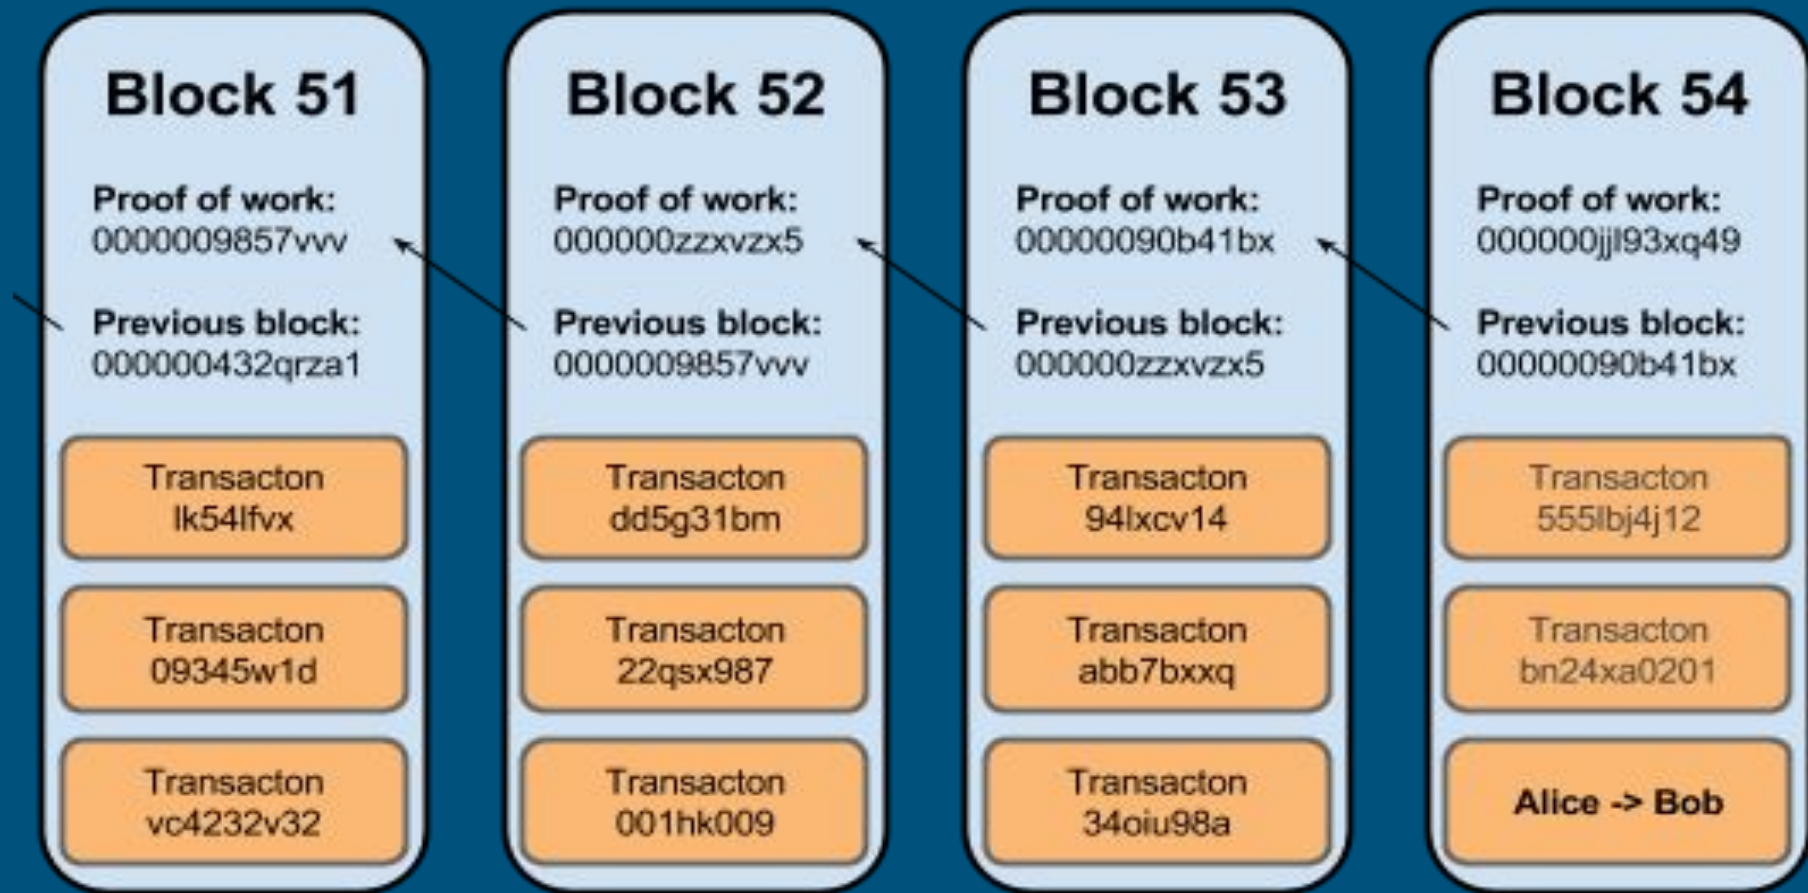 Block 51
Proof of work:
0000009857vvv
Previous block:
000000432qrza1
Transacton
lk54lfvx
Transacton
09345w1d
Transacton
vc4232v32
Block 52
Proof of work:
000000zzxvzx5
Previous block:
0000009857vvv
Transacton
dd5g31bm
Transacton
22qsx987
Transacton
001hk009
Block 53
Proof of work:
00000090b41bx
Previous block:
000000zzxvzx5
Transacton
94lxcv14
Transacton
abb7bxxq
Transacton
34oiu98a
Block 54
Proof of work:
000000jjl93xq49
Previous block:
00000090b41bx
Transacton
555lbj4j12
Transacton
bn24xa0201
Alice -> Bob